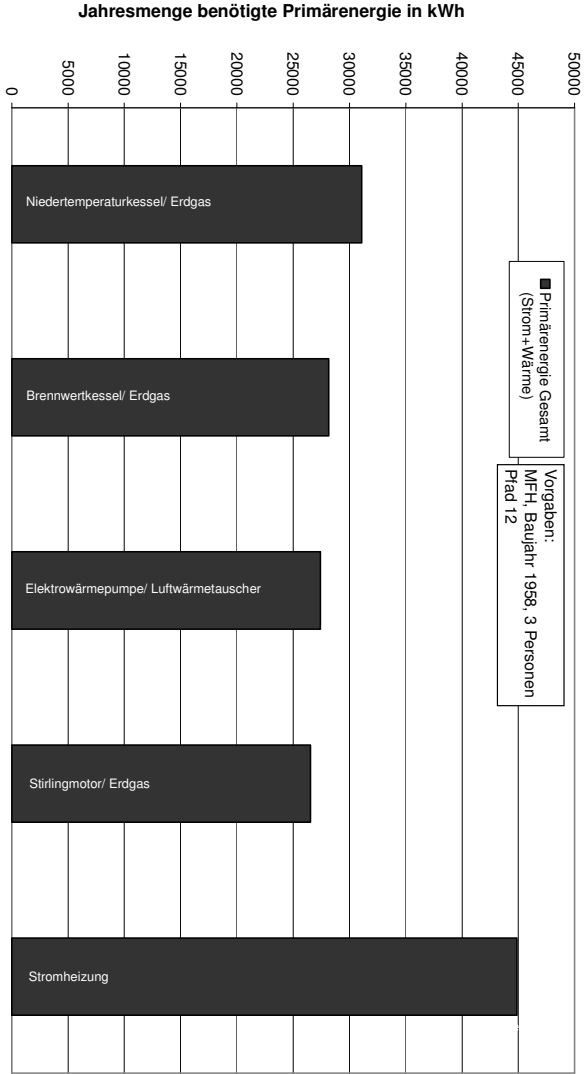 Jahresmenge benötigte Primärenergie in kWh
0
5000
10000
15000
20000
25000
30000
35000
40000
45000
50000
Primärenergie Gesamt
(Strom+Wärme)
Vorgaben:
MFH, Baujahr 1958, 3 Personen
Pfad 12
Niedertemperaturkessel/ Erdgas
Brennwertkessel/ Erdgas
Elektrowärmepumpe/ Luftwärmetauscher
Stirlingmotor/ Erdgas
Stromheizung